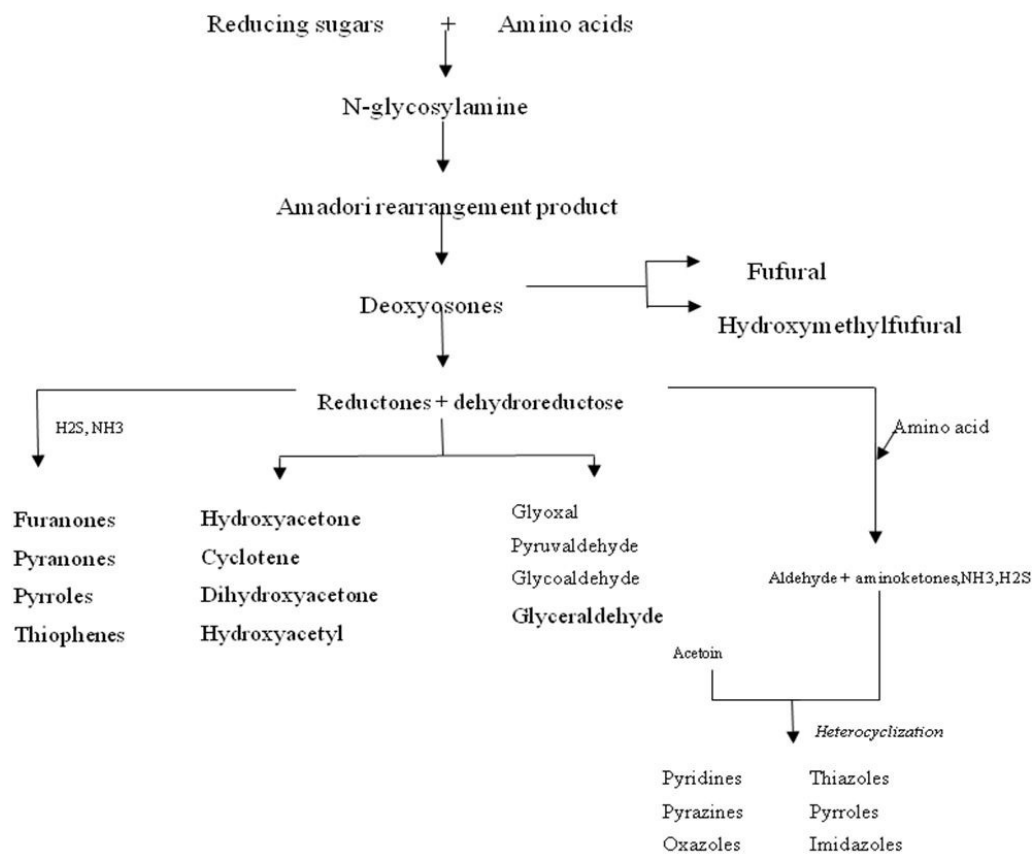 Reducing sugars + Amino acids
N-glycosylamine
Amadori rearrangement product
Fufural
Deoxyosones
Hydroxymethylfufural
Reductones + dehydroreductose
H2S, NH3
Amino acid
Furanones
Pyranones
Pyrroles
Thiophenes
Hydroxyacetone
Cyclotene
Dihydroxyacetone
Hydroxyacetyl
Glyoxal
Pyruvaldehyde
Glycoaldehyde
Glyceraldehyde
Aldehyde + aminoketones,NH3,H2S
Acetoin
Heterocyclization
Pyridines Thiazoles
Pyrazines Pyrroles
Oxazoles Imidazoles